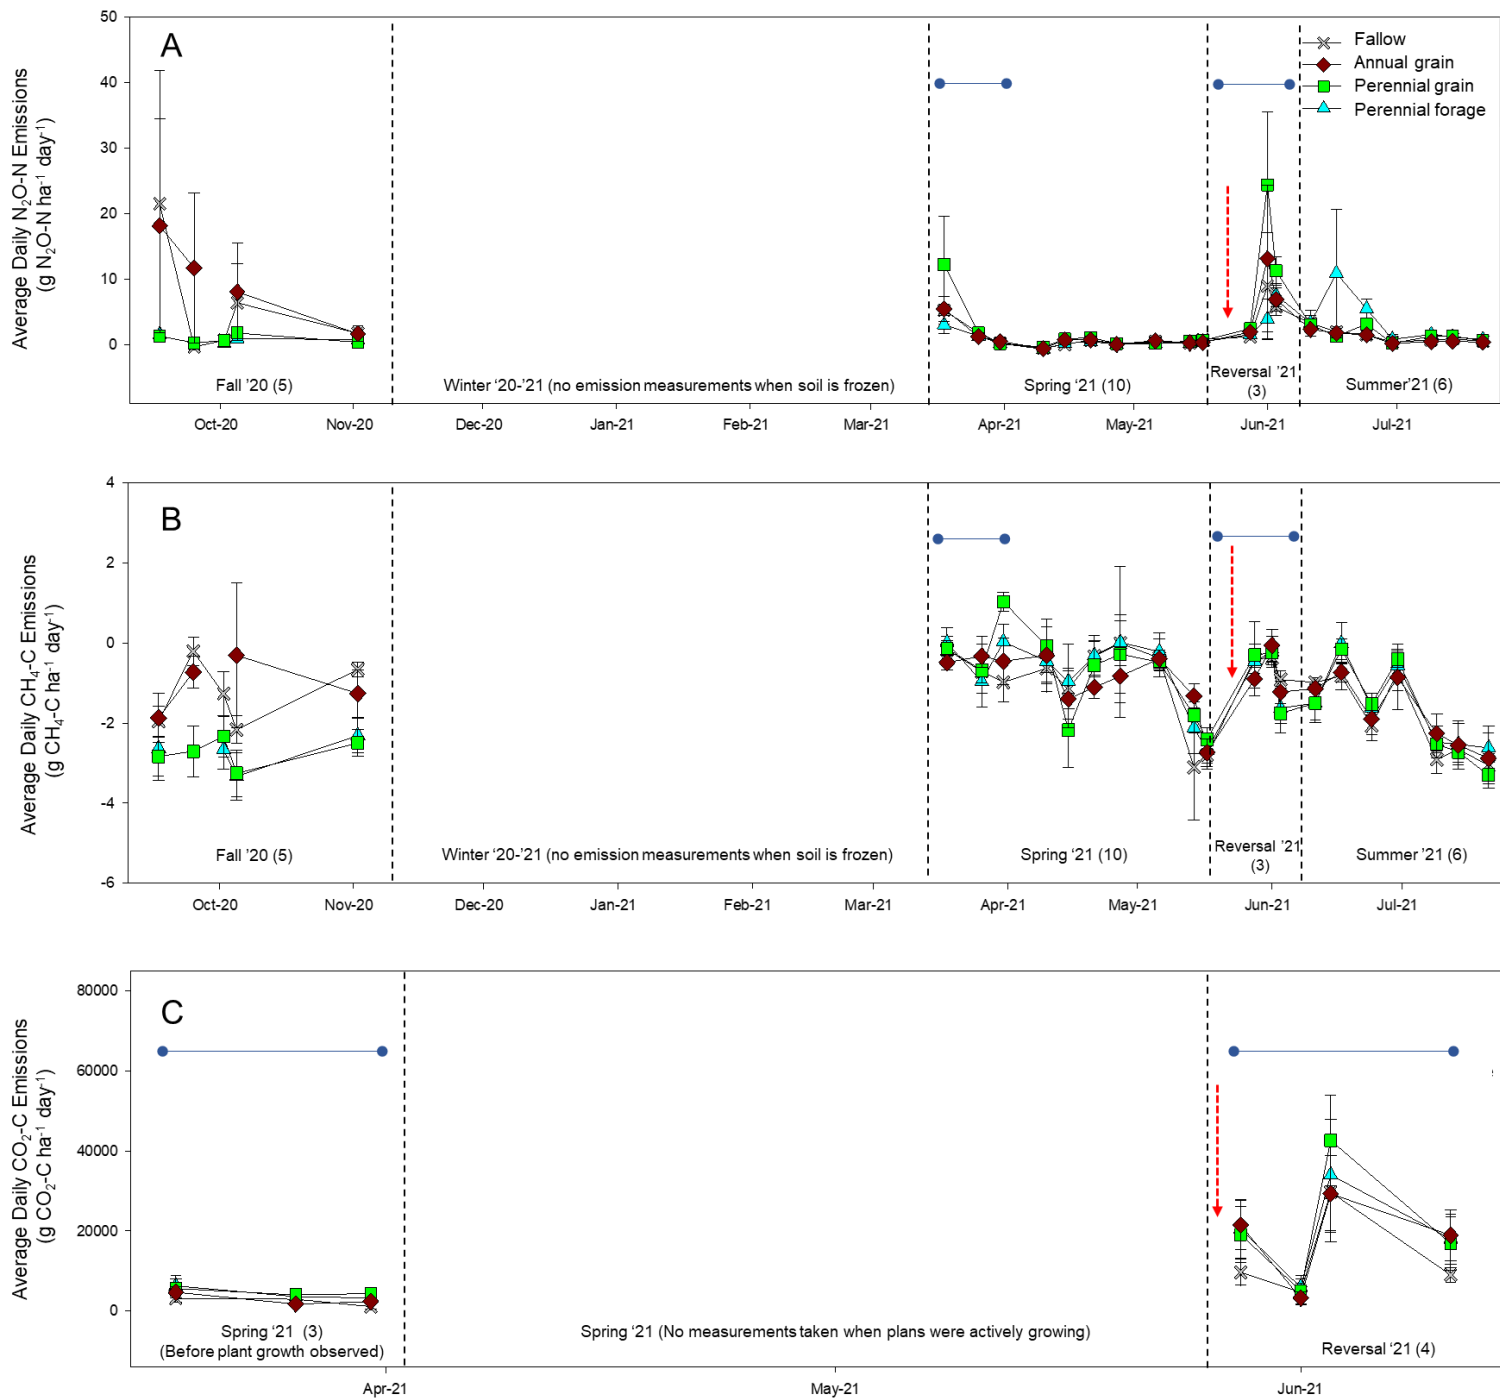 A
Average Daily N₂O-N Emissions
(g N₂O-N ha⁻¹ day⁻¹)
50
40
30
20
10
0
Fallow
Annual grain
Perennial grain
Perennial forage
Fall '20 (5)
Winter '20-'21 (no emission measurements when soil is frozen)
Spring '21 (10)
Reversal '21
(3)
Summer'21 (6)
Oct-20
Nov-20
Dec-20
Jan-21
Feb-21
Mar-21
Apr-21
May-21
Jun-21
Jul-21
B
Average Daily CH₄-C Emissions
(g CH₄-C ha⁻¹ day⁻¹)
4
2
0
-2
-4
-6
Fall '20 (5)
Winter '20-'21 (no emission measurements when soil is frozen)
Spring '21 (10)
Reversal '21
(3)
Summer '21 (6)
Oct-20
Nov-20
Dec-20
Jan-21
Feb-21
Mar-21
Apr-21
May-21
Jun-21
Jul-21
C
Average Daily CO₂-C Emissions
(g CO₂-C ha⁻¹ day⁻¹)
80000
60000
40000
20000
0
Spring '21 (3)
(Before plant growth observed)
Spring '21 (No measurements taken when plans were actively growing)
Reversal '21 (4)
Apr-21
May-21
Jun-21